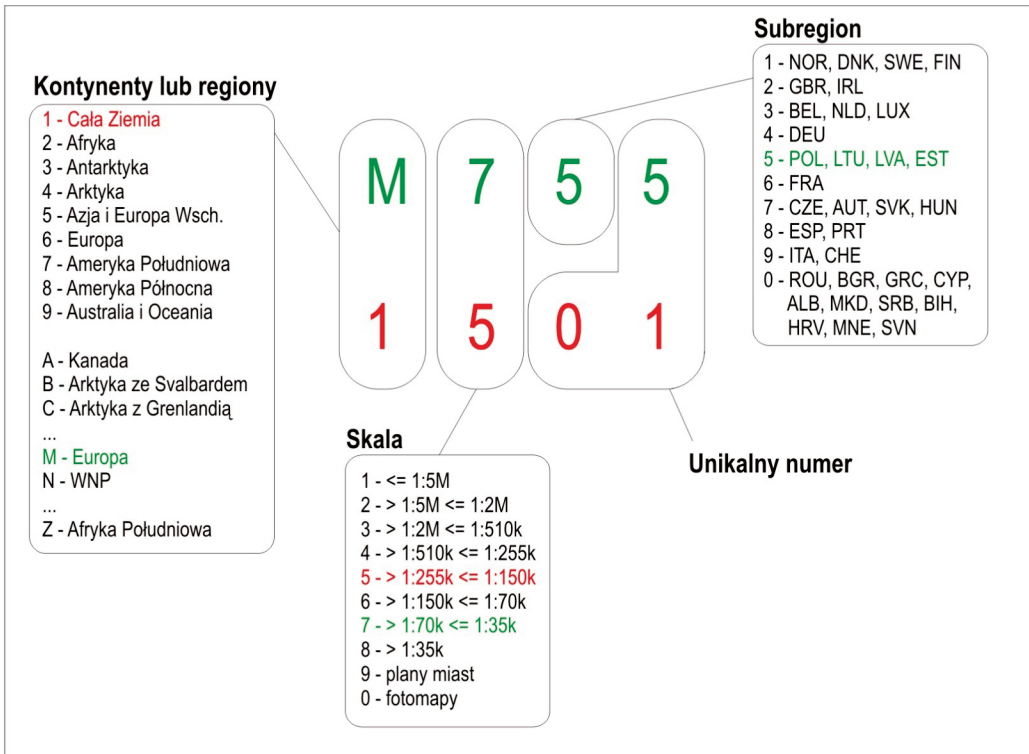 Kontynenty lub regiony
1 - Cała Ziemia
2 - Afryka
3 - Antarktyka
4 - Arktyka
5 - Azja i Europa Wsch.
6 - Europa
7 - Ameryka Południowa
8 - Ameryka Północna
9 - Australia i Oceania
A - Kanada
B - Arktyka ze Svalbardem
C - Arktyka z Grenlandią
...
M - Europa
N - WNP
...
Z - Afryka Południowa
M 7 5 5
1 5 0 1
Subregion
1 - NOR, DNK, SWE, FIN
2 - GBR, IRL
3 - BEL, NLD, LUX
4 - DEU
5 - POL, LTU, LVA, EST
6 - FRA
7 - CZE, AUT, SVK, HUN
8 - ESP, PRT
9 - ITA, CHE
0 - ROU, BGR, GRC, CYP,
ALB, MKD, SRB, BIH,
HRV, MNE, SVN
Skala
1 - <= 1:5M
2 - > 1:5M <= 1:2M
3 - > 1:2M <= 1:510k
4 - > 1:510k <= 1:255k
5 - > 1:255k <= 1:150k
6 - > 1:150k <= 1:70k
7 - > 1:70k <= 1:35k
8 - > 1:35k
9 - plany miast
0 - fotomapy
Unikalny numer